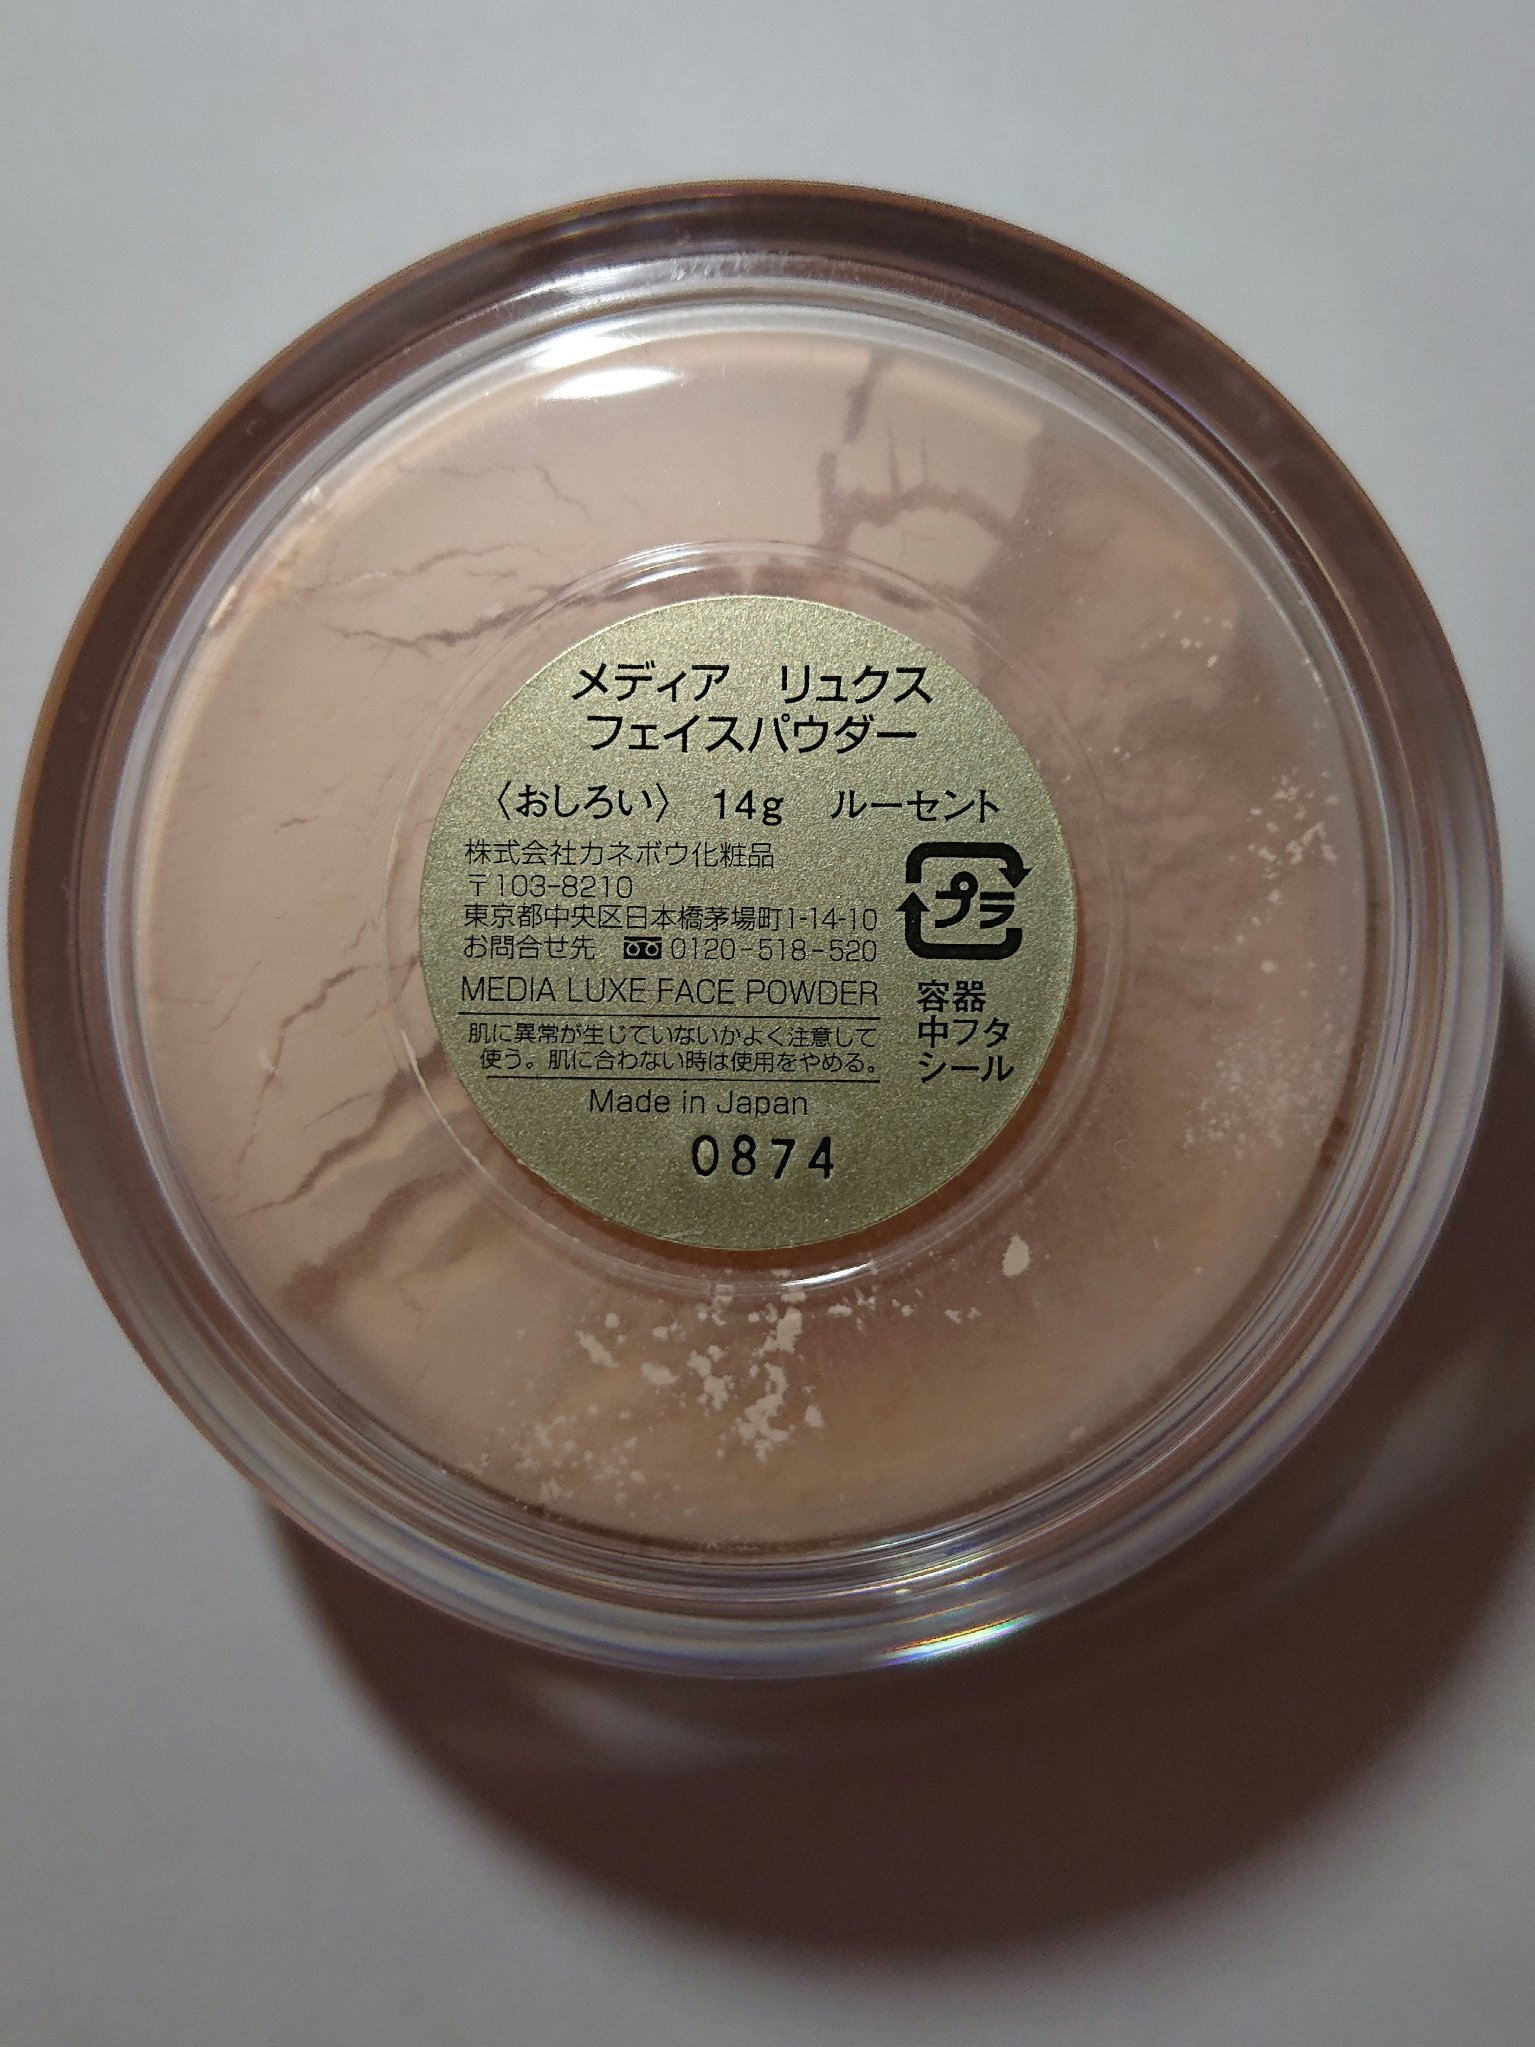 メディア　リュクス
フェイスパウダー
〈おしろい〉　14g　ルーセント
株式会社カネボウ化粧品
〒103-8210
東京都中央区日本橋茅場町1-14-10
お問合せ先　0120-518-520
MEDIA LUXE FACE POWDER
肌に異常が生じていないかよく注意して
使う。肌に合わない時は使用をやめる。
Made in Japan
0874
プラ
容器
中フタ
シール